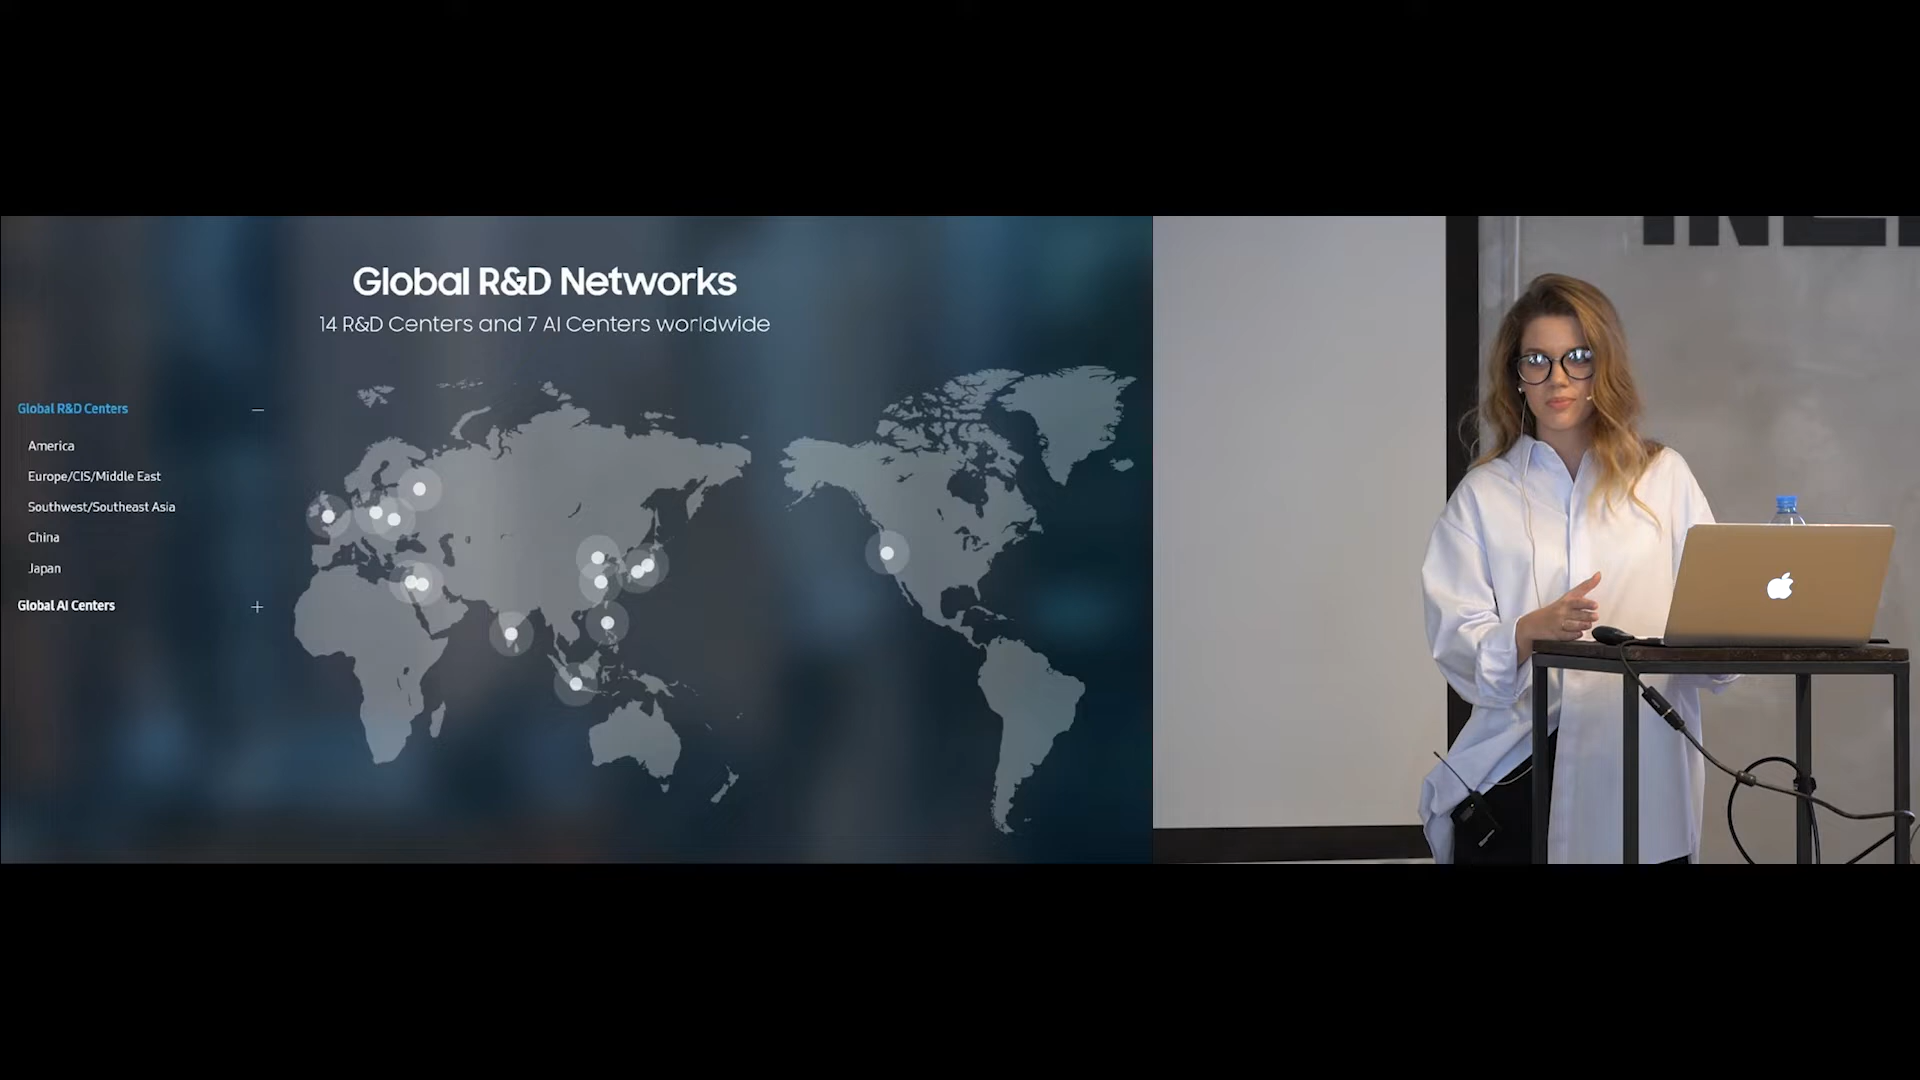 Global R&D Networks
14 R&D Centers and 7 AI Centers worldwide
Global R&D Centers
America
Europe/CIS/Middle East
Southwest/Southeast Asia
China
Japan
Global AI Centers